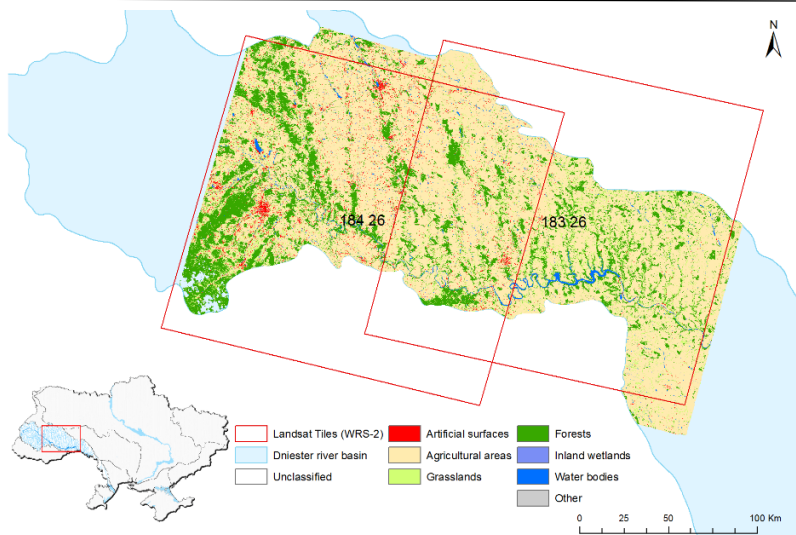 N
184 26
183 26
Landsat Tiles (WRS-2)
Dniester river basin
Unclassified
Artificial surfaces
Agricultural areas
Grasslands
Forests
Inland wetlands
Water bodies
Other
0 25 50 75 100 Km